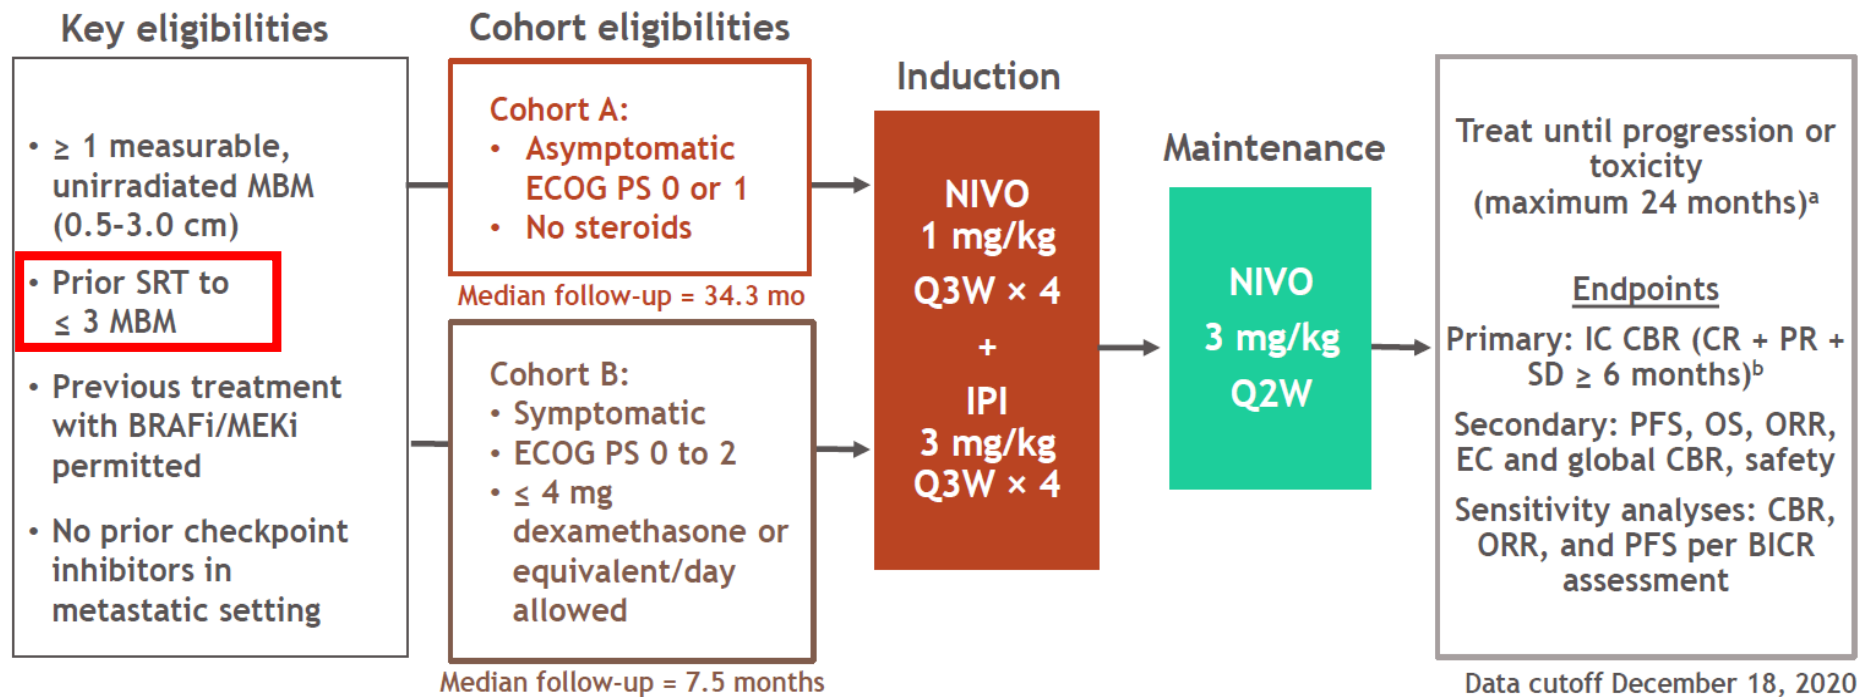 Key eligibilities
• ≥ 1 measurable,
unirradiated MBM
(0.5–3.0 cm)
• Prior SRT to
≤ 3 MBM
• Previous treatment
with BRAFi/MEKi
permitted
• No prior checkpoint
inhibitors in
metastatic setting
Cohort eligibilities
Cohort A:
• Asymptomatic
ECOG PS 0 or 1
• No steroids
Median follow-up = 34.3 mo
Cohort B:
• Symptomatic
• ECOG PS 0 to 2
• ≤ 4 mg
dexamethasone or
equivalent/day
allowed
Median follow-up = 7.5 months
Induction
NIVO
1 mg/kg
Q3W × 4
+
IPI
3 mg/kg
Q3W × 4
Maintenance
NIVO
3 mg/kg
Q2W
Treat until progression or
toxicity
(maximum 24 months)ᵃ
Endpoints
Primary: IC CBR (CR + PR +
SD ≥ 6 months)ᵇ
Secondary: PFS, OS, ORR,
EC and global CBR, safety
Sensitivity analyses: CBR,
ORR, and PFS per BICR
assessment
Data cutoff December 18, 2020